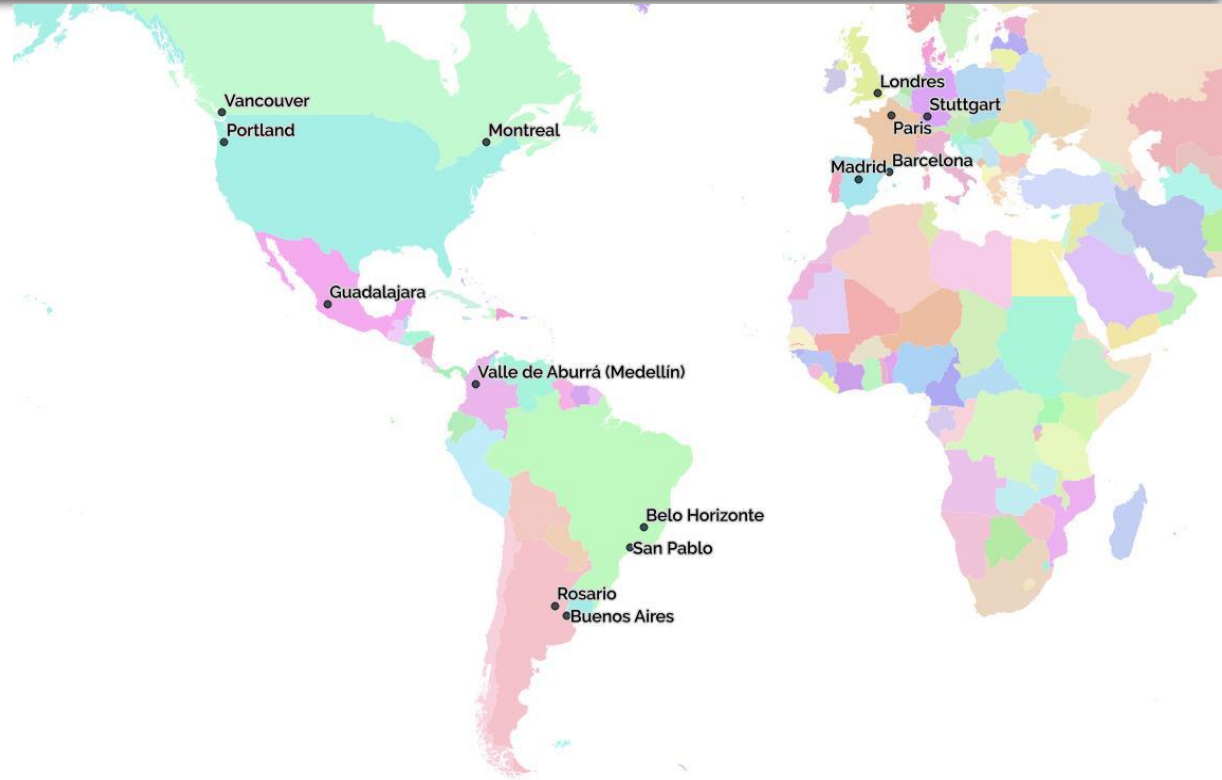 Londres
Vancouver
Stuttgart
Portland
Montreal
Paris
Madrid
Barcelona
Guadalajara
Valle de Aburrá (Medellín)
Belo Horizonte
San Pablo
Rosario
Buenos Aires